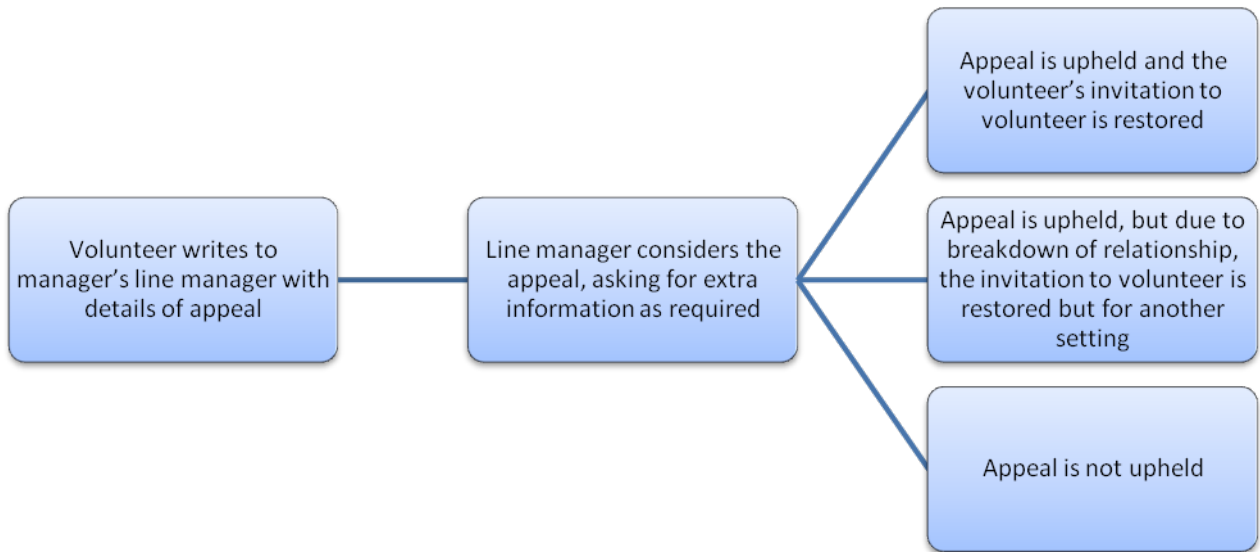 Volunteer writes to
manager’s line manager with
details of appeal
Line manager considers the
appeal, asking for extra
information as required
Appeal is upheld and the
volunteer’s invitation to
volunteer is restored
Appeal is upheld, but due to
breakdown of relationship,
the invitation to volunteer is
restored but for another
setting
Appeal is not upheld